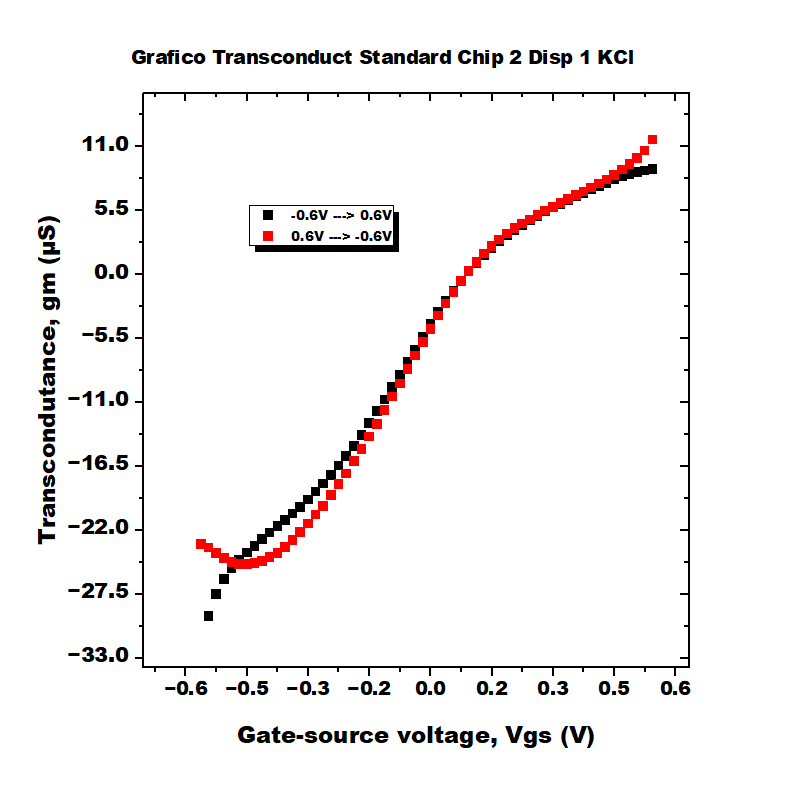 Grafico Transconduct Standard Chip 2 Disp 1 KCl
11.0
5.5
-0.6V ---> 0.6V
0.6V ---> -0.6V
0.0
−5.5
−11.0
−16.5
−22.0
−27.5
−33.0
Transcondutance, gm (µS)
−0.6 −0.5 −0.3 −0.2 0.0 0.2 0.3 0.5 0.6
Gate-source voltage, Vgs (V)